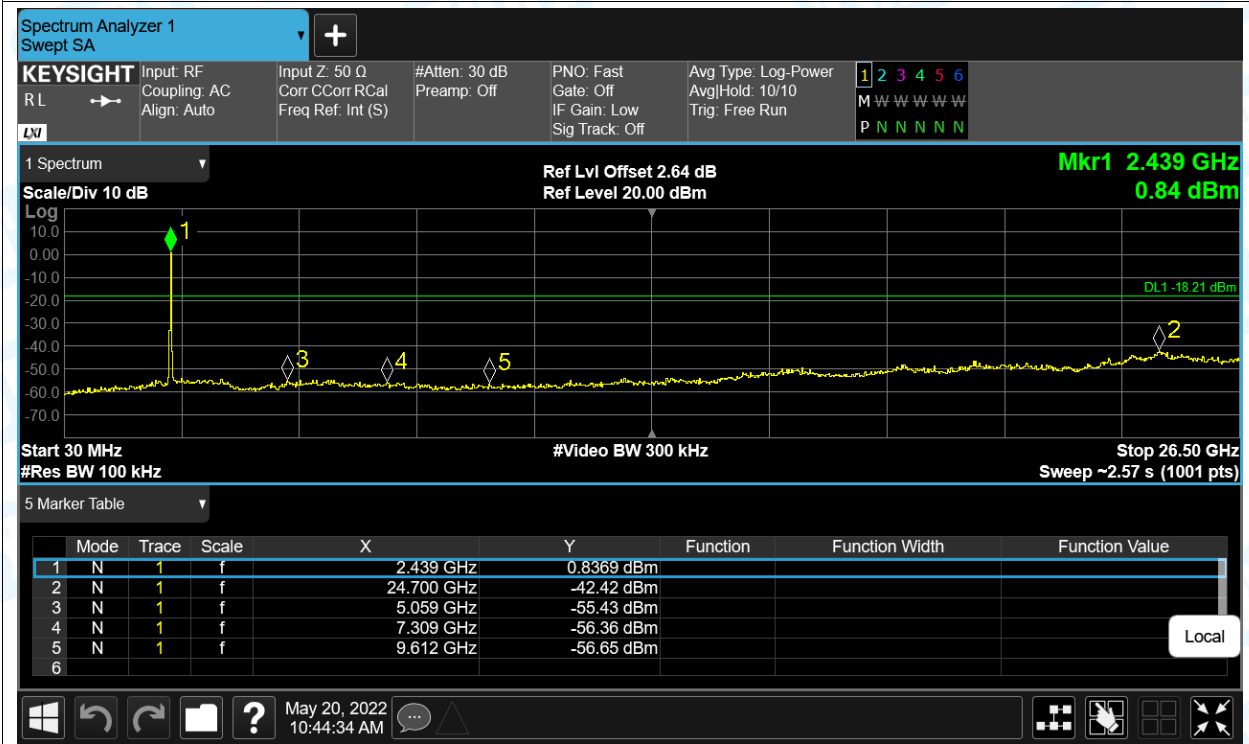 Spectrum Analyzer 1
Swept SA
KEYSIGHT
R L
LXI
Input: RF
Coupling: AC
Align: Auto
Input Z: 50 Ω
Corr CCorr RCal
Freq Ref: Int (S)
#Atten: 30 dB
Preamp: Off
PNO: Fast
Gate: Off
IF Gain: Low
Sig Track: Off
Avg Type: Log-Power
Avg|Hold: 10/10
Trig: Free Run
1 2 3 4 5 6
M W W W W W
P N N N N N
1 Spectrum
Scale/Div 10 dB
Ref Lvl Offset 2.64 dB
Ref Level 20.00 dBm
Mkr1 2.439 GHz
0.84 dBm
Log
10.0
0.00
-10.0
-20.0
-30.0
-40.0
-50.0
-60.0
-70.0
1
DL1 -18.21 dBm
2
3
4
5
Start 30 MHz
#Video BW 300 kHz
Stop 26.50 GHz
#Res BW 100 kHz
Sweep ~2.57 s (1001 pts)
5 Marker Table
Mode Trace Scale X Y Function Function Width Function Value
1 N 1 f 2.439 GHz 0.8369 dBm
2 N 1 f 24.700 GHz -42.42 dBm
3 N 1 f 5.059 GHz -55.43 dBm
4 N 1 f 7.309 GHz -56.36 dBm
5 N 1 f 9.612 GHz -56.65 dBm
6
Local
?
May 20, 2022
10:44:34 AM